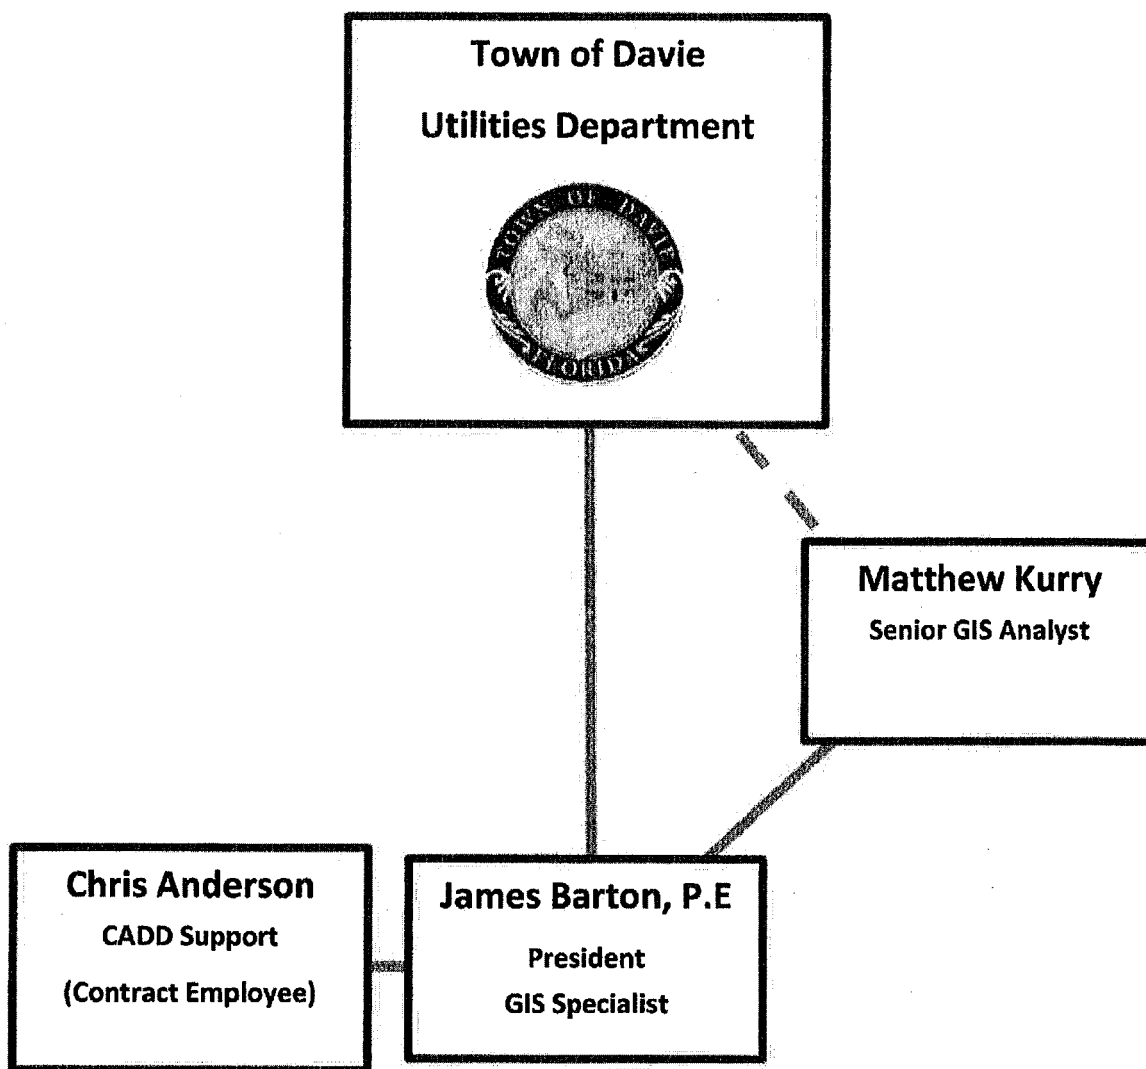 Town of Davie
Utilities Department
TOWN OF DAVIE
FLORIDA
Matthew Kurry
Senior GIS Analyst
Chris Anderson
CADD Support
(Contract Employee)
James Barton, P.E
President
GIS Specialist